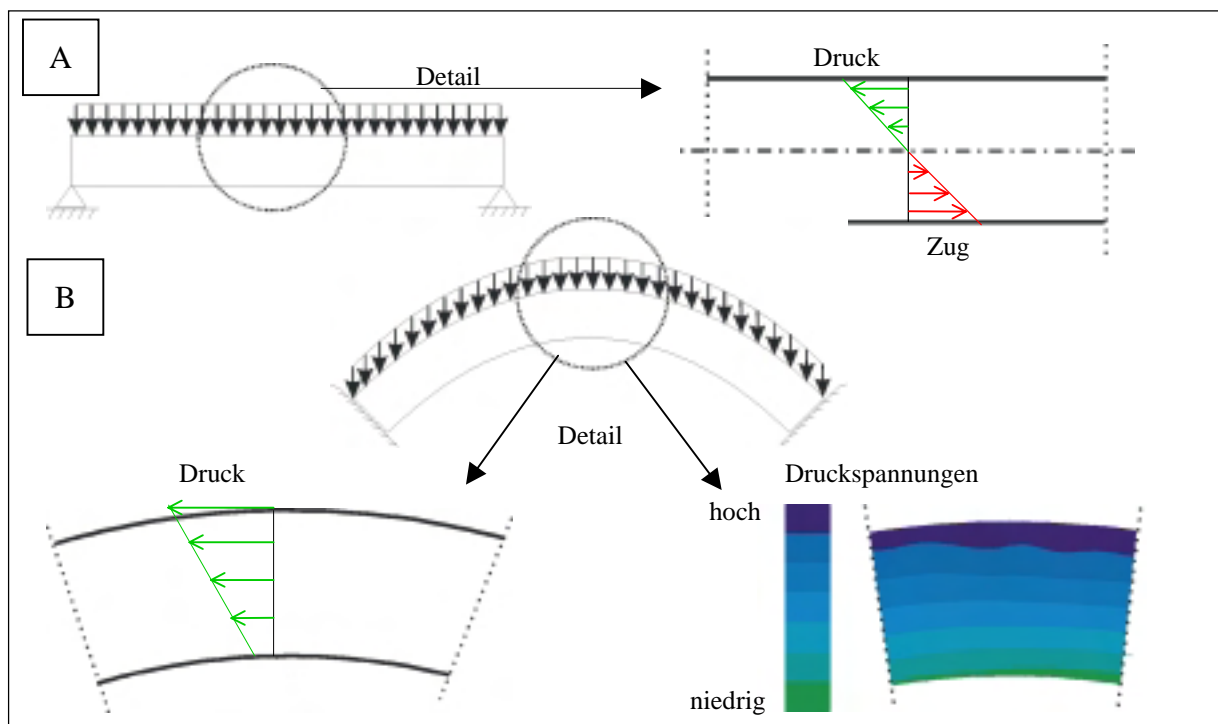 A
Detail
Druck
Zug
B
Detail
Druck
Druckspannungen
hoch
niedrig